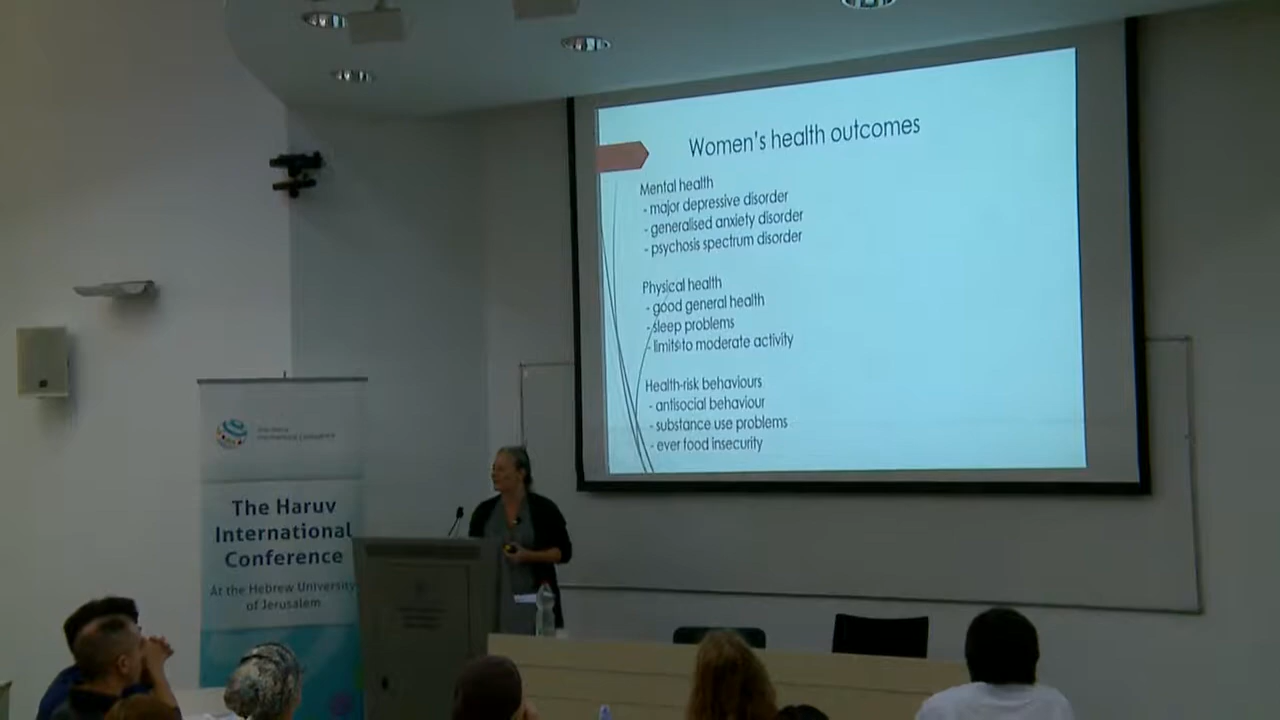 Women's health outcomes
Mental health
- major depressive disorder
- generalised anxiety disorder
- psychosis spectrum disorder
Physical health
- good general health
- sleep problems
- limits to moderate activity
Health-risk behaviours
- antisocial behaviour
- substance use problems
- ever food insecurity
The Haruv
International
Conference
At the Hebrew University
of Jerusalem